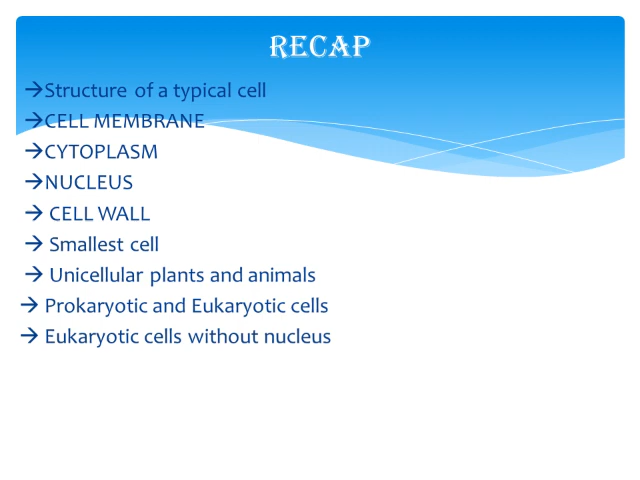 RECAP
→Structure of a typical cell
→CELL MEMBRANE
→CYTOPLASM
→NUCLEUS
→ CELL WALL
→ Smallest cell
→ Unicellular plants and animals
→ Prokaryotic and Eukaryotic cells
→ Eukaryotic cells without nucleus